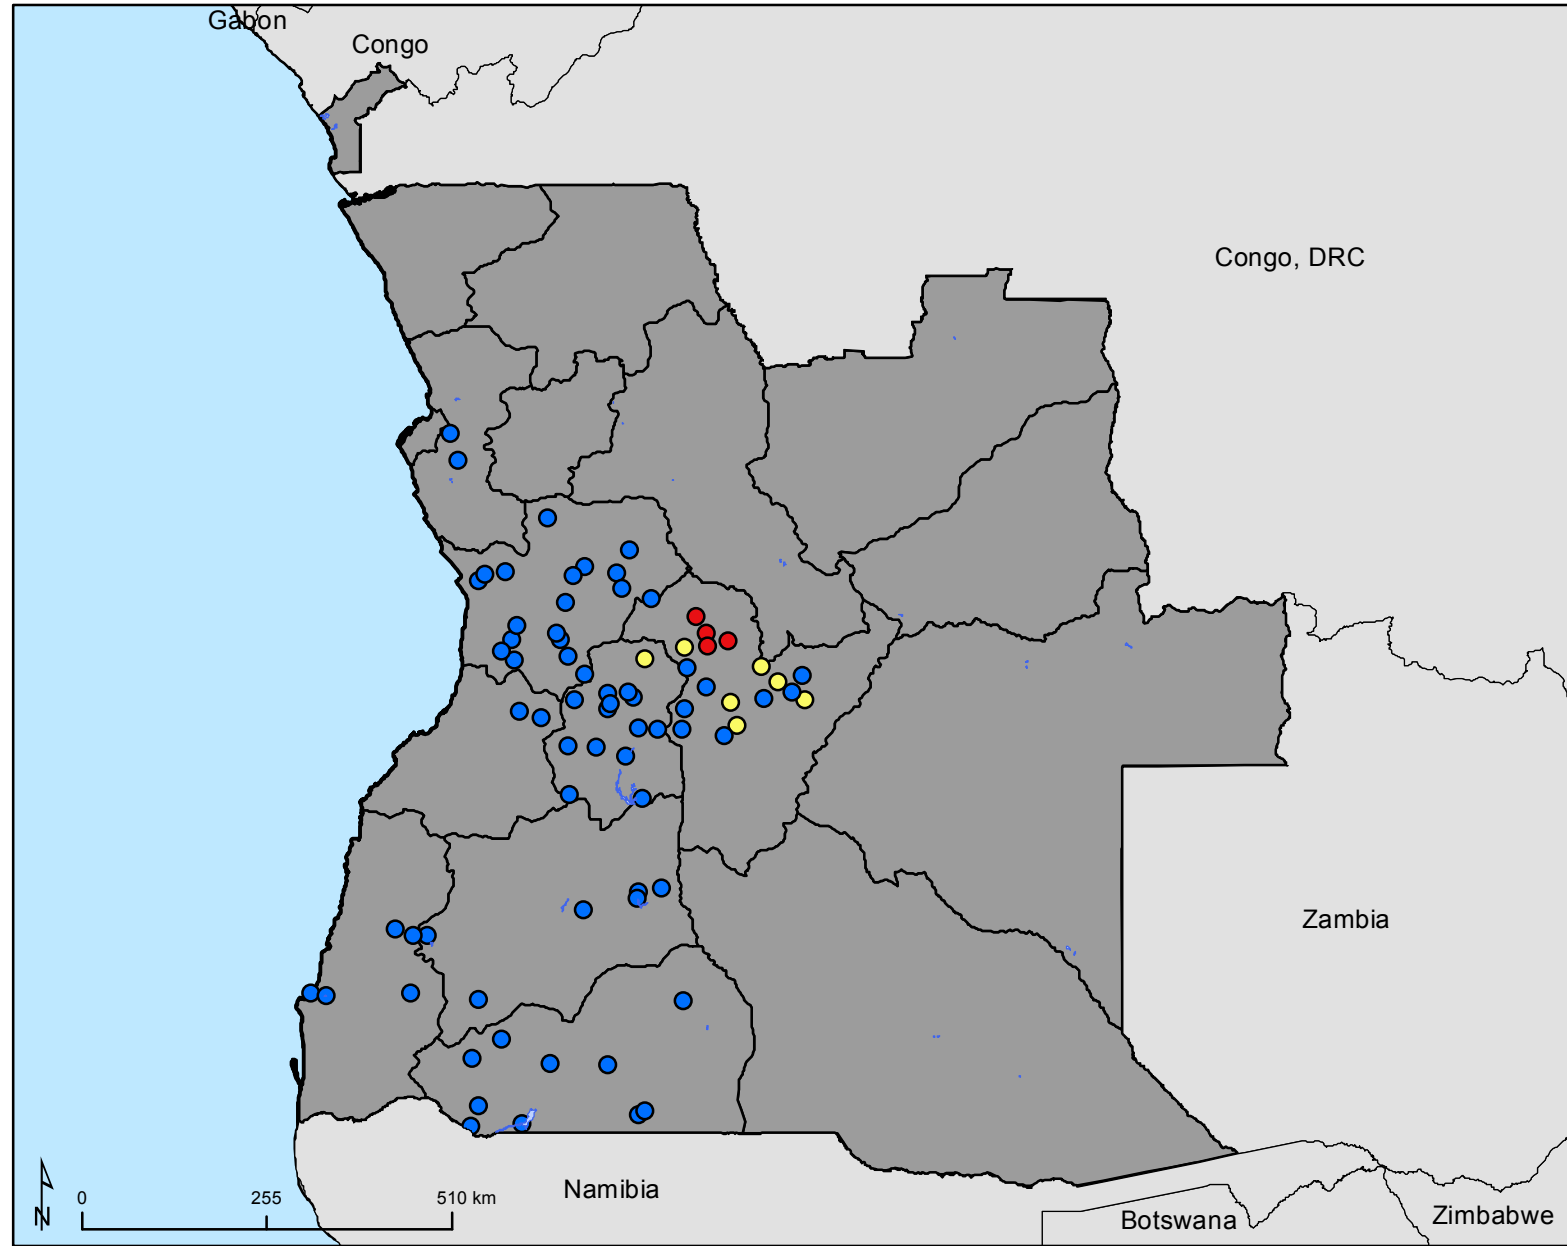 Gabon
Congo
Congo, DRC
Zambia
Namibia
Botswana
Zimbabwe
N
0 255 510 km